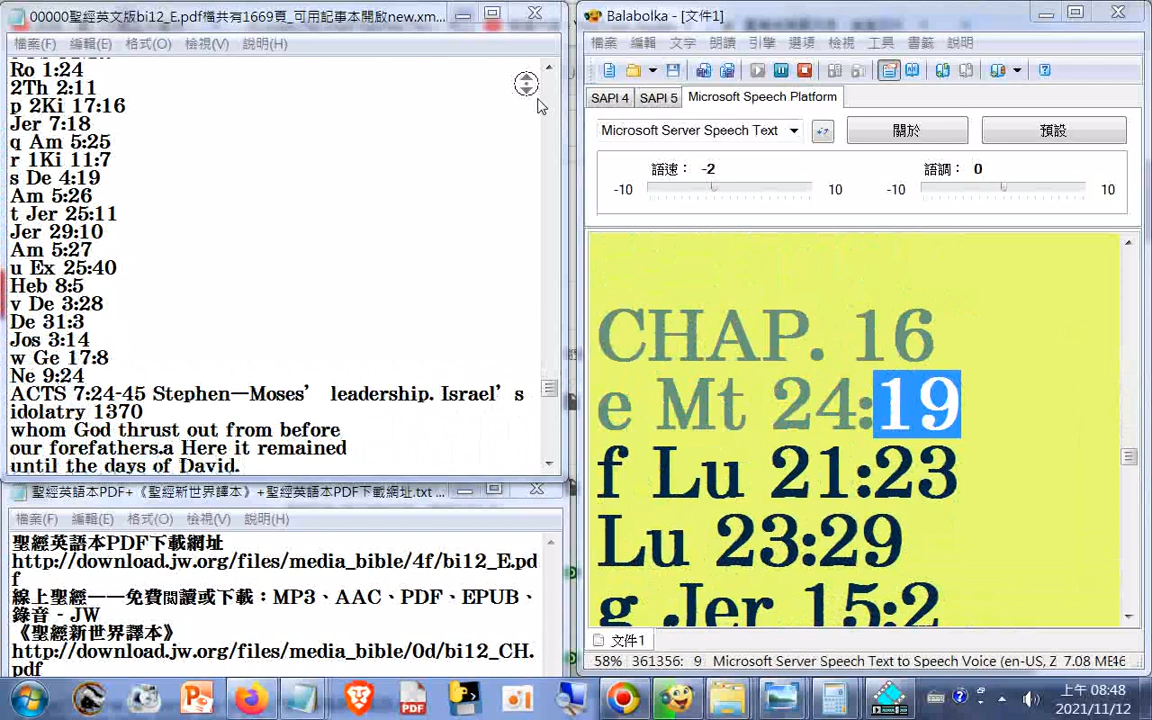 00000聖經英文版bi12_E.pdf檔共有1669頁_可用記事本開啟new.xm...
檔案(F) 編輯(E) 格式(O) 檢視(V) 說明(H)
Ro 1:24
2Th 2:11
p 2Ki 17:16
Jer 7:18
q Am 5:25
r 1Ki 11:7
s De 4:19
Am 5:26
t Jer 25:11
Jer 29:10
Am 5:27
u Ex 25:40
Heb 8:5
v De 3:28
De 31:3
Jos 3:14
w Ge 17:8
Ne 9:24
ACTS 7:24-45 Stephen—Moses’ leadership. Israel’s
idolatry 1370
whom God thrust out from before
our forefathers.a Here it remained
until the days of David.
聖經英語本PDF+《聖經新世界譯本》+聖經英語本PDF下載網址.txt ...
檔案(F) 編輯(E) 格式(O) 檢視(V) 說明(H)
聖經英語本PDF下載網址
http://download.jw.org/files/media_bible/4f/bi12_E.pd
f
線上聖經——免費閱讀或下載：MP3、AAC、PDF、EPUB、
錄音 - JW
《聖經新世界譯本》
http://download.jw.org/files/media_bible/0d/bi12_CH.
pdf
Balabolka - [文件1]
檔案 編輯 文字 朗讀 引擎 選項 檢視 工具 書籤 說明
SAPI 4 SAPI 5 Microsoft Speech Platform
Microsoft Server Speech Text 關於 預設
語速： -2 語調： 0
-10 10 -10 10
CHAP. 16
e Mt 24:19
f Lu 21:23
Lu 23:29
g Jer 15:2
文件1
58% 361356: 9 Microsoft Server Speech Text to Speech Voice (en-US, Z 7.08 ME46
PDF
上午 08:48
2021/11/12